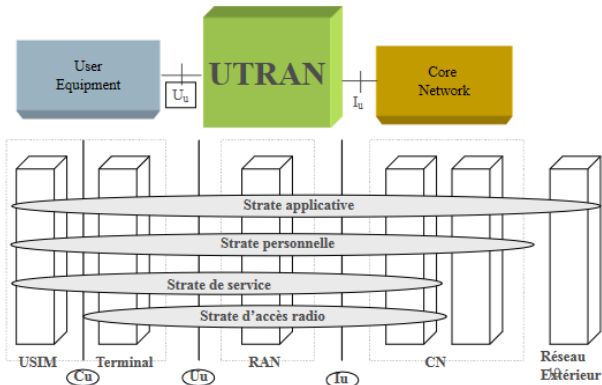 User
Equipment
UTRAN
Core
Network
Uu
Iu
Strate applicative
Strate personnelle
Strate de service
Strate d'accès radio
USIM
Terminal
RAN
CN
Réseau
Extérieur
Cu
Uu
Iu